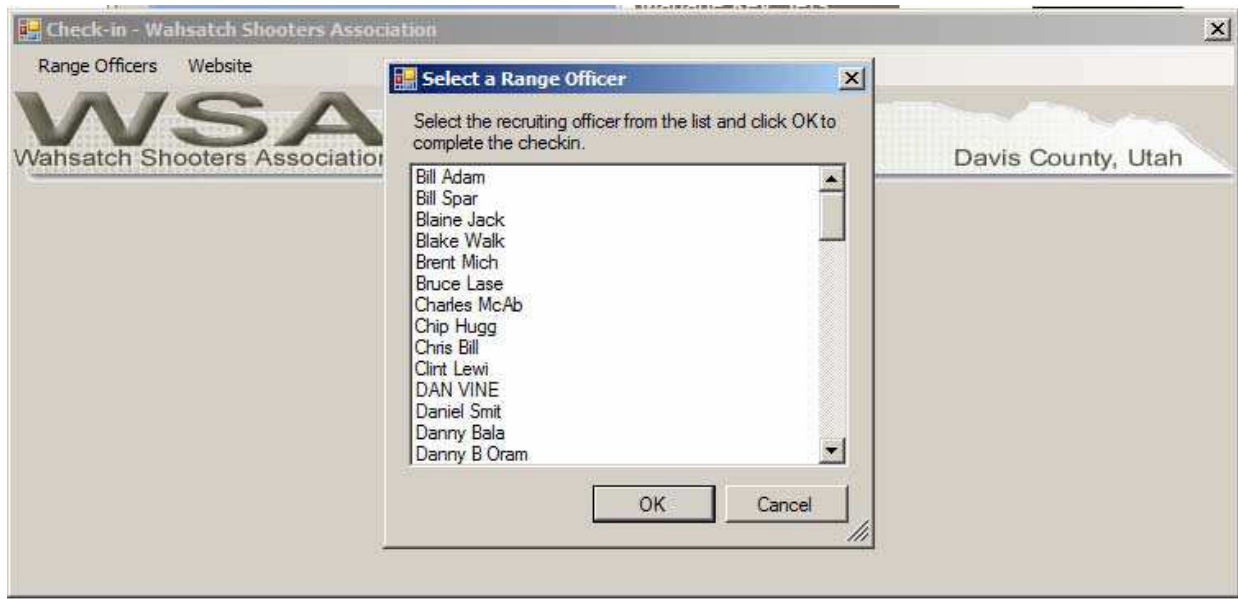 Check-in - Wahsatch Shooters Association
Range Officers Website
WSA
Wahsatch Shooters Association
Davis County, Utah
Select a Range Officer
Select the recruiting officer from the list and click OK to
complete the checkin.
Bill Adam
Bill Spar
Blaine Jack
Blake Walk
Brent Mich
Bruce Lase
Charles McAb
Chip Hugg
Chris Bill
Clint Lewi
DAN VINE
Daniel Smit
Danny Bala
Danny B Oram
OK Cancel